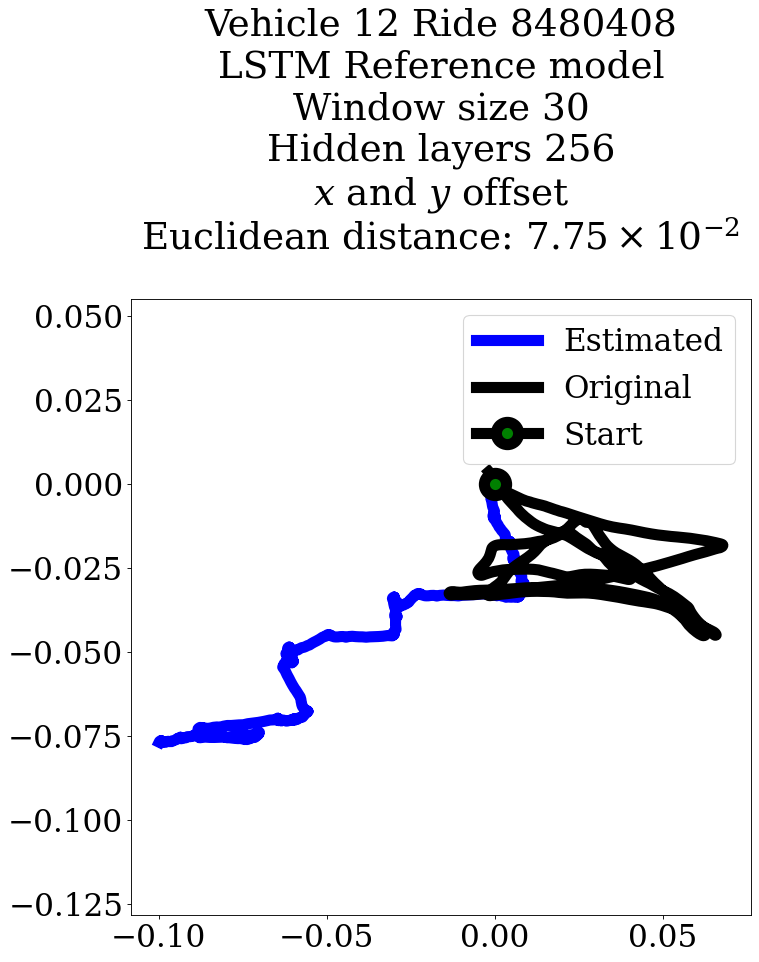 Vehicle 12 Ride 8480408
LSTM Reference model
Window size 30
Hidden layers 256
x and y offset
Euclidean distance: 7.75 × 10⁻²
0.050
Estimated
0.025
Original
0.000
Start
−0.025
−0.050
−0.075
−0.100
−0.125
−0.10 −0.05 0.00 0.05